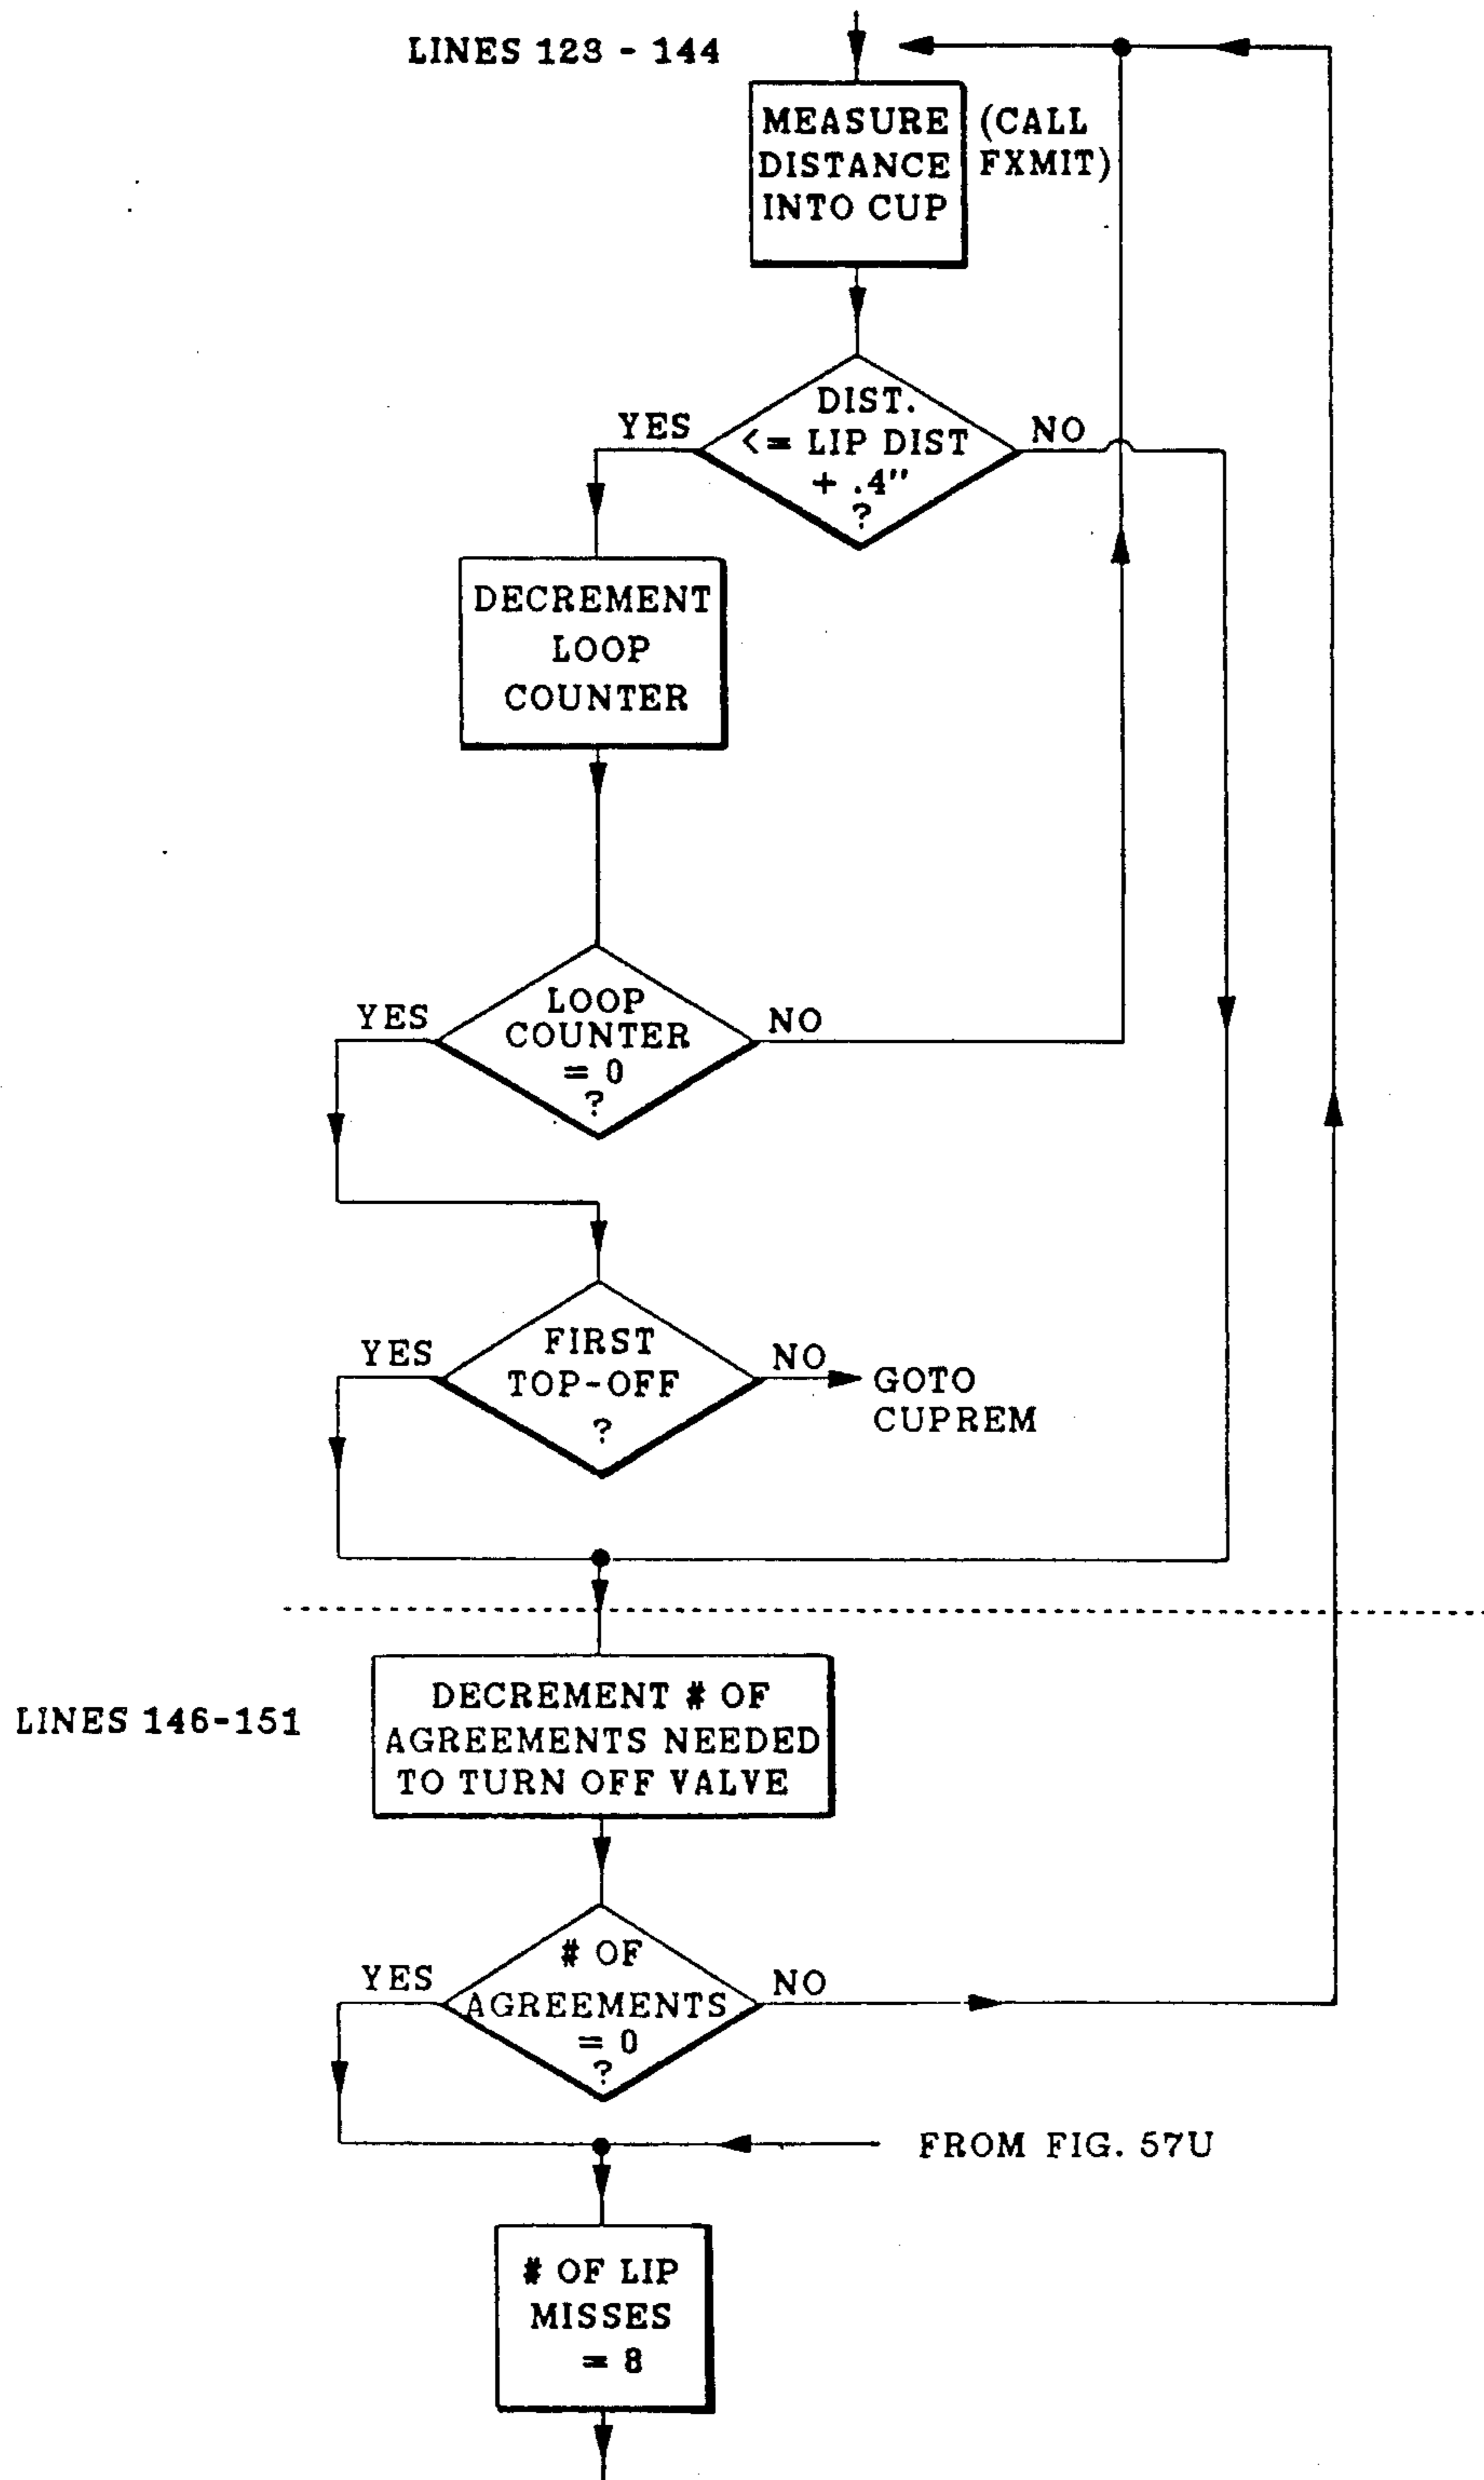 LINES 123 - 144
MEASURE
DISTANCE
INTO CUP
(CALL
FXMIT)
DIST.
<= LIP DIST
+ .4"
?
YES
NO
DECREMENT
LOOP
COUNTER
LOOP
COUNTER
= 0
?
YES
NO
FIRST
TOP-OFF
?
YES
NO
GOTO
CUPREM
LINES 146-151
DECREMENT # OF
AGREEMENTS NEEDED
TO TURN OFF VALVE
# OF
AGREEMENTS
= 0
?
YES
NO
FROM FIG. 57U
# OF LIP
MISSES
= 8